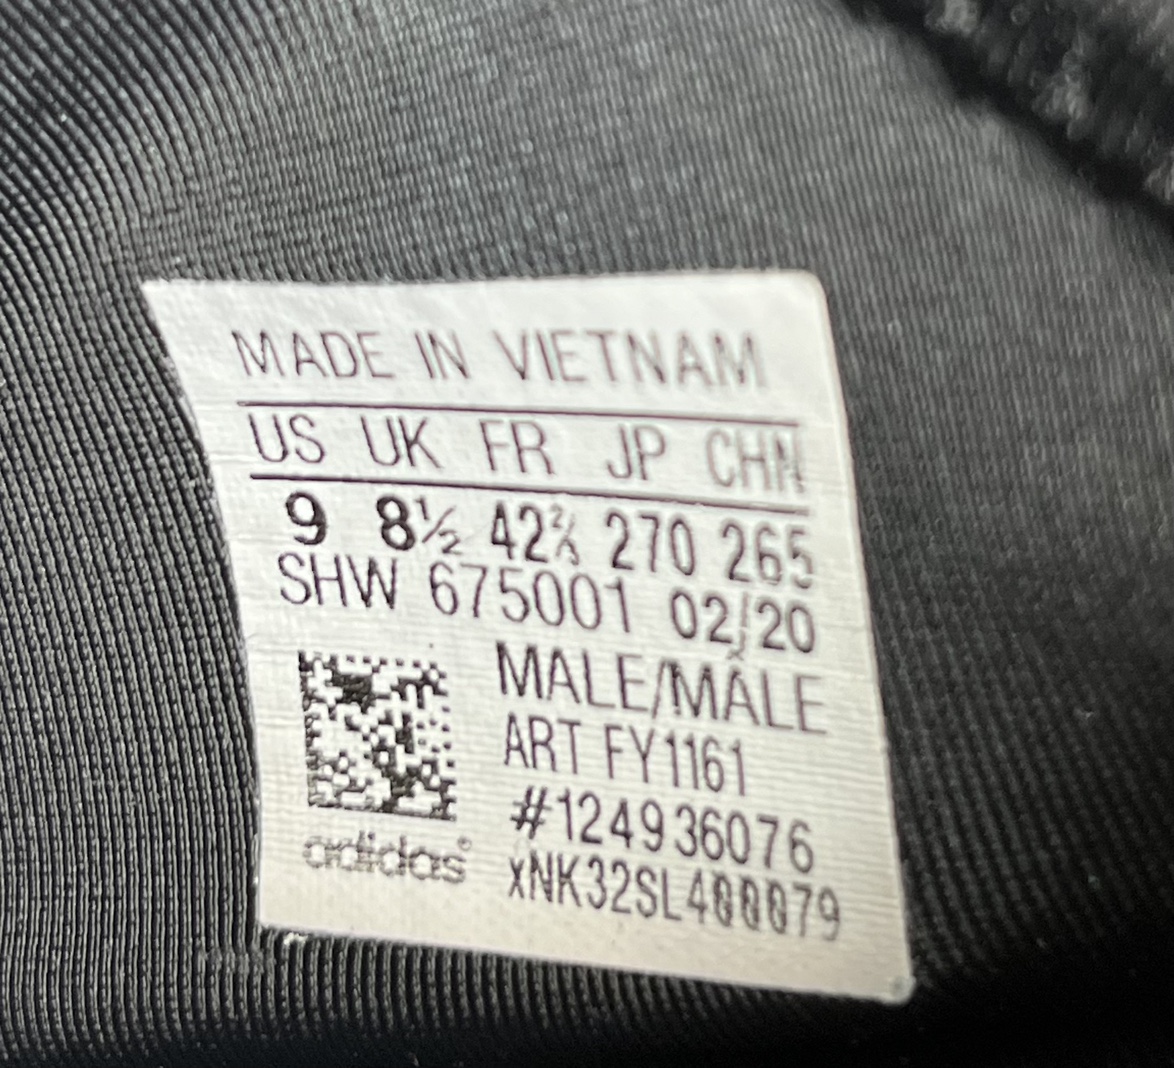 MADE IN VIETNAM
US UK FR JP CHN
9 8½ 42⅔ 270 265
SHW 675001 02/20
MALE/MÂLE
ART FY1161
#124936076
xNK32SL400079
adidas®